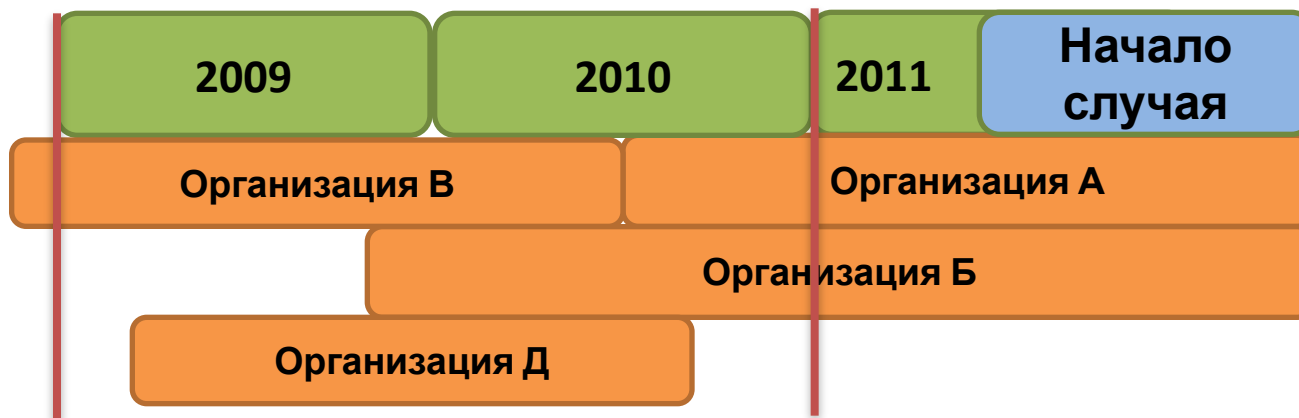 2009
2010
2011
Начало
случая
Организация В
Организация А
Организация Б
Организация Д